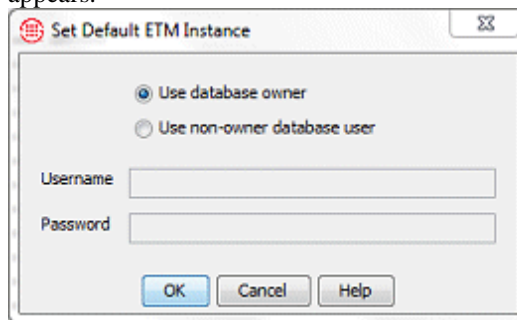 appears.
Set Default ETM Instance
Use database owner
Use non-owner database user
Username
Password
OK Cancel Help